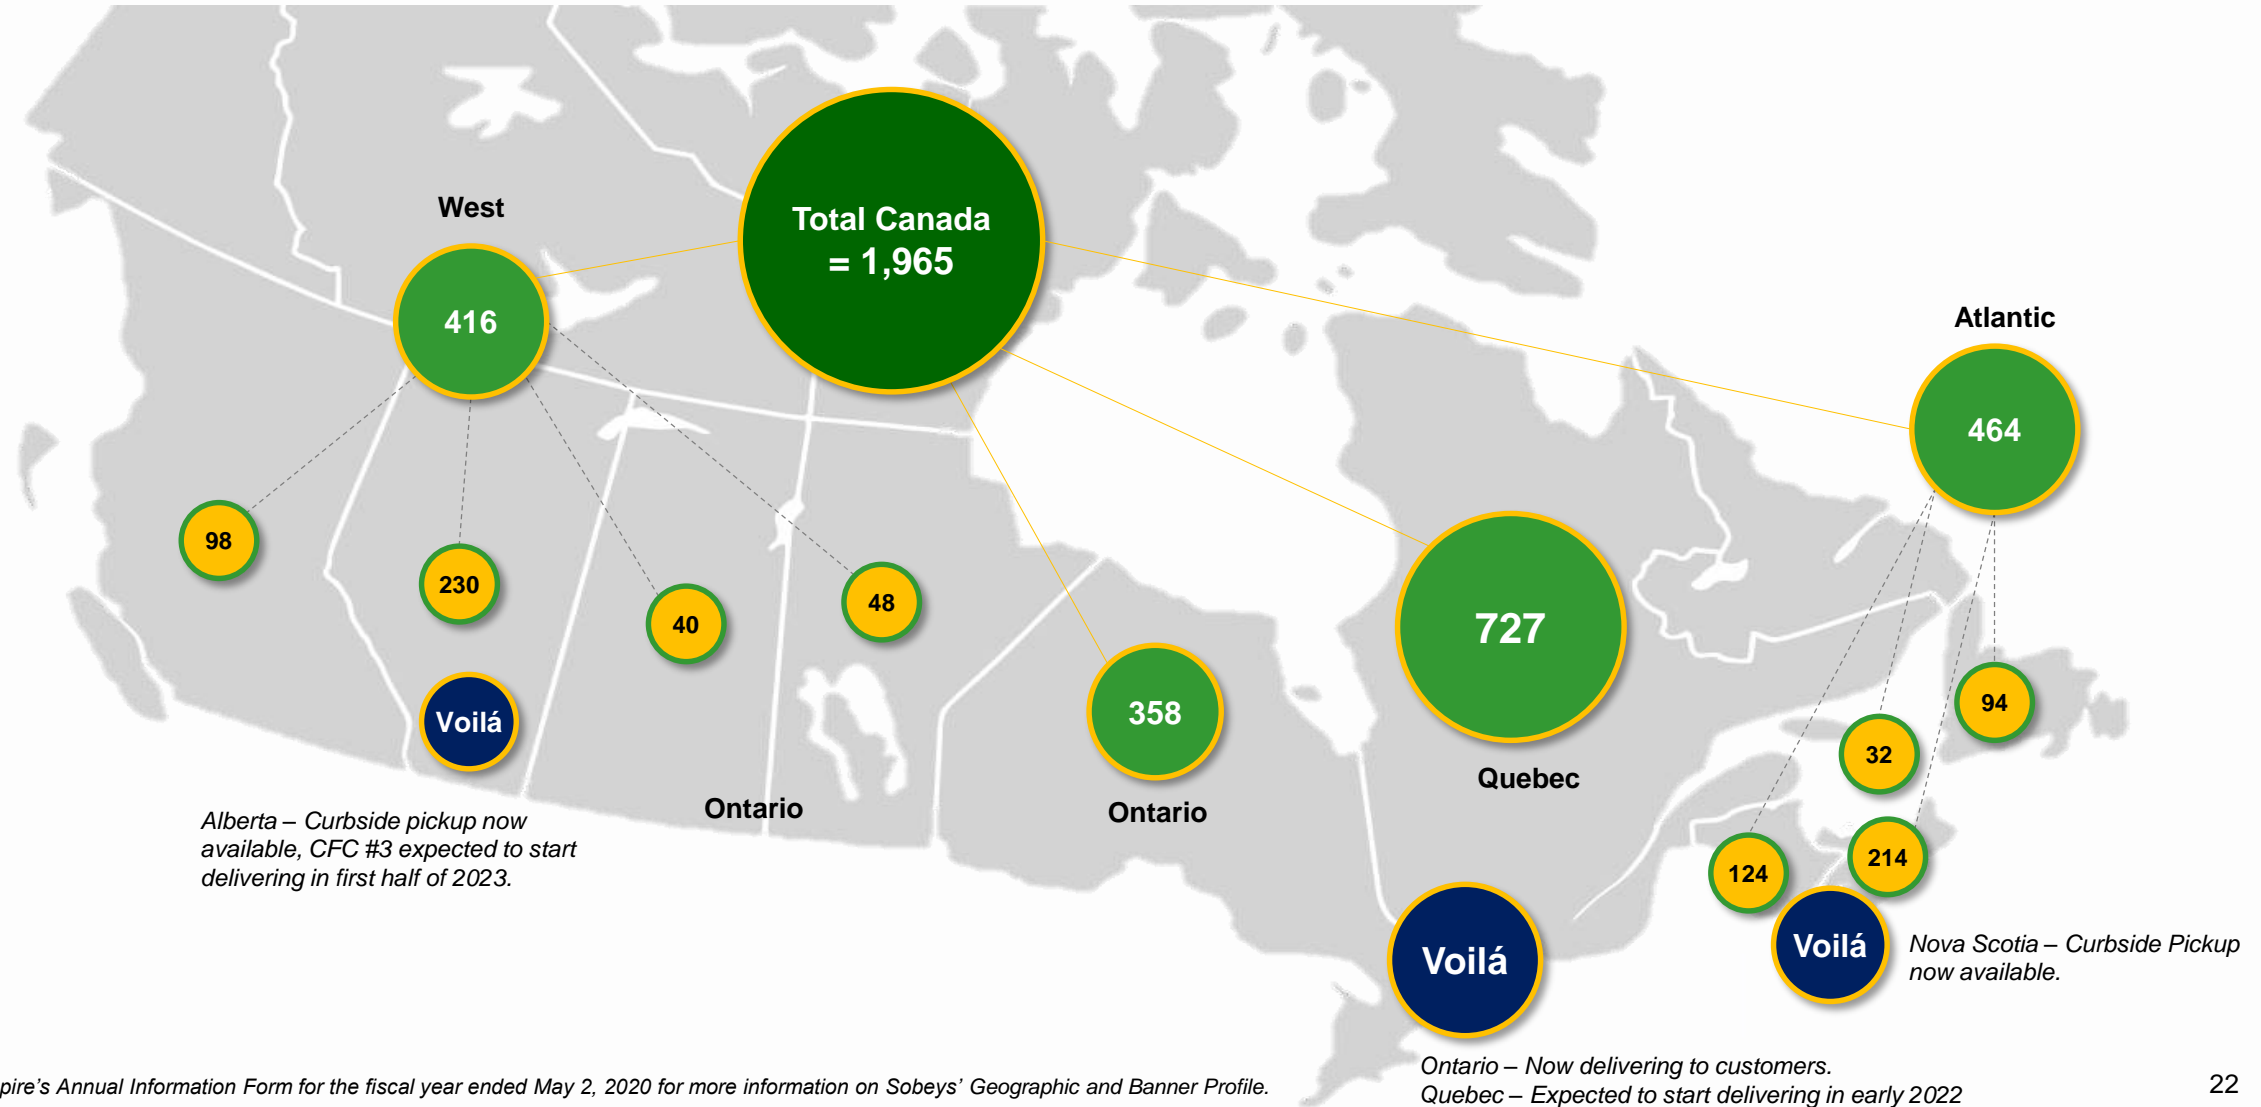 West
Total Canada
= 1,965
416
Atlantic
464
98
230
40
48
727
358
94
32
Voilá
Quebec
Ontario
Ontario
Alberta – Curbside pickup now
available, CFC #3 expected to start
delivering in first half of 2023.
124
214
Voilá
Voilá
Nova Scotia – Curbside Pickup
now available.
Ontario – Now delivering to customers.
Quebec – Expected to start delivering in early 2022
pire's Annual Information Form for the fiscal year ended May 2, 2020 for more information on Sobeys' Geographic and Banner Profile.
22